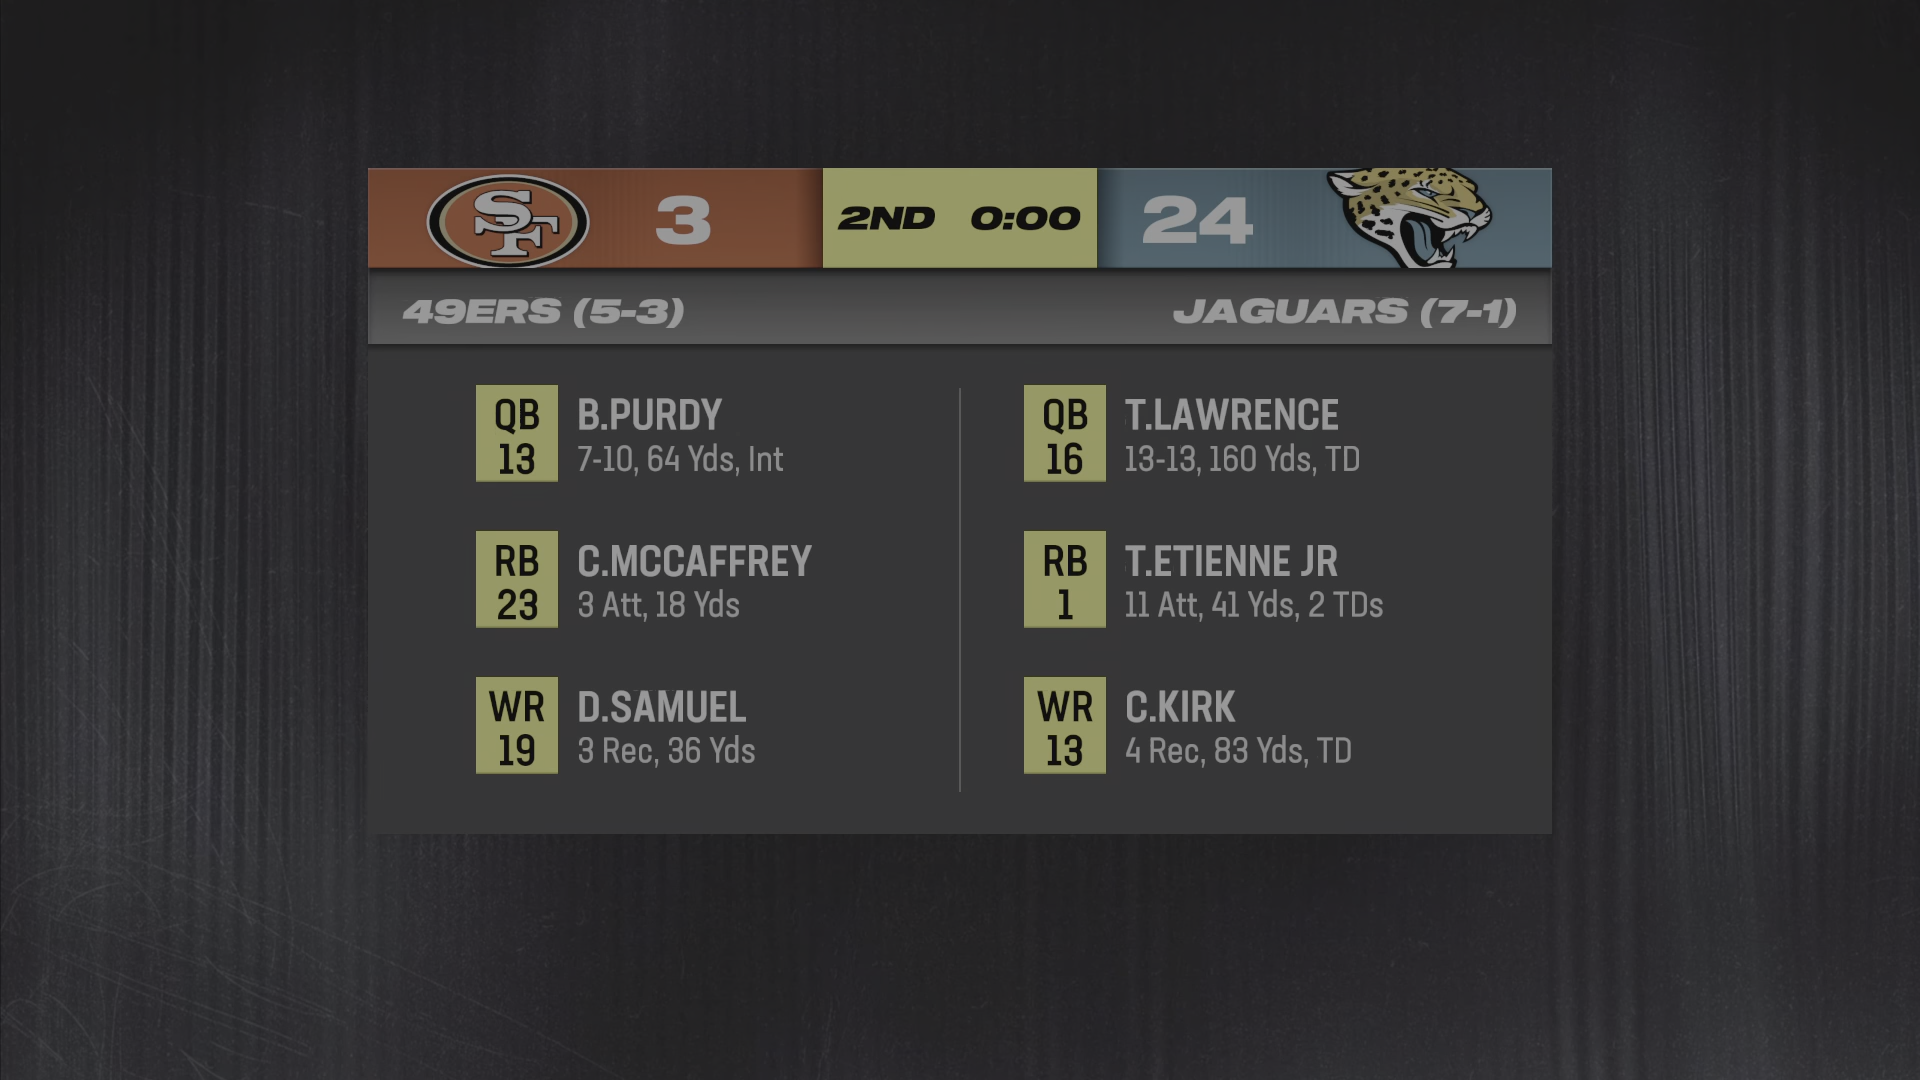 SF 3 2ND 0:00 24
49ERS (5-3) JAGUARS (7-1)
QB 13 B.PURDY
7-10, 64 Yds, Int
RB 23 C.MCCAFFREY
3 Att, 18 Yds
WR 19 D.SAMUEL
3 Rec, 36 Yds
QB 16 T.LAWRENCE
13-13, 160 Yds, TD
RB 1 T.ETIENNE JR
11 Att, 41 Yds, 2 TDs
WR 13 C.KIRK
4 Rec, 83 Yds, TD